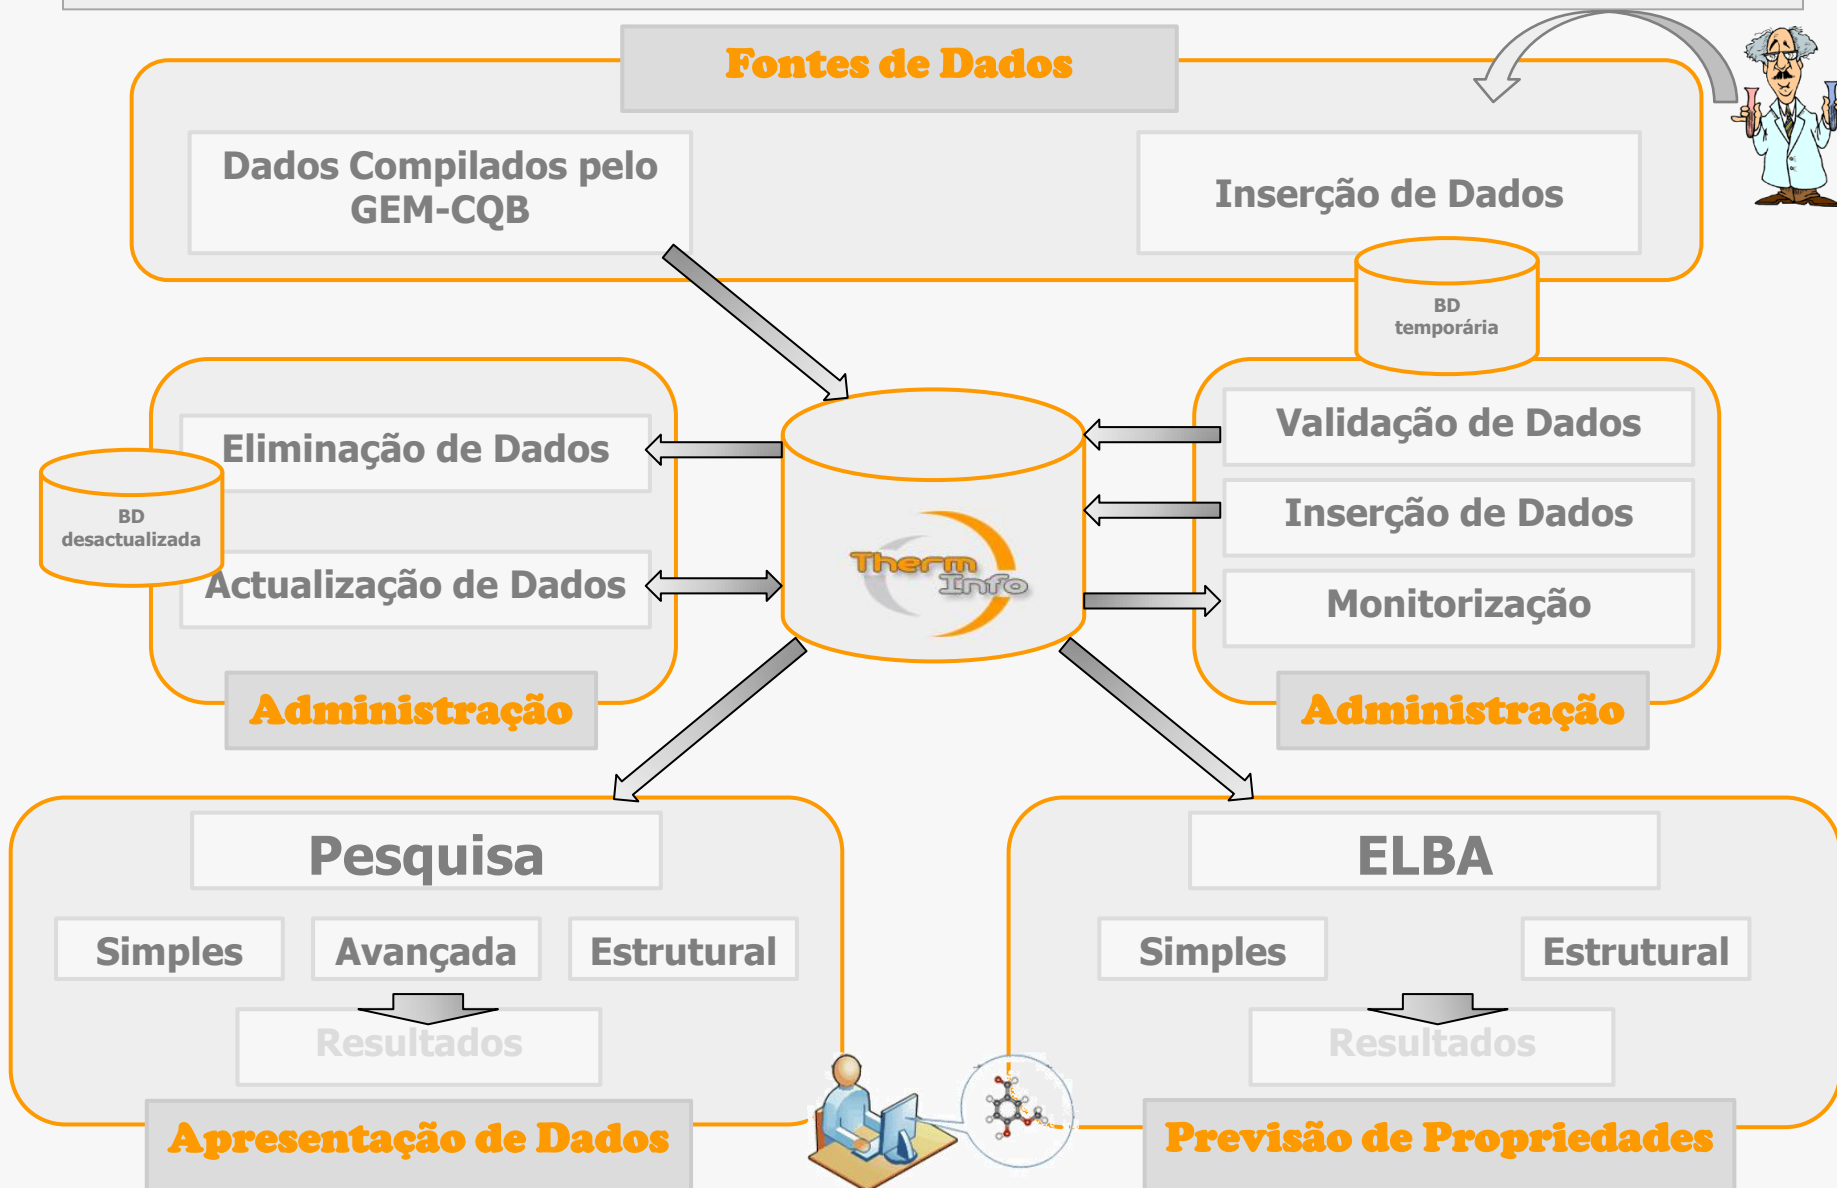 Fontes de Dados
Dados Compilados pelo
GEM-CQB
Inserção de Dados
BD
temporária
Eliminação de Dados
BD
desactualizada
Actualização de Dados
Administração
Therm
Info
Validação de Dados
Inserção de Dados
Monitorização
Administração
Pesquisa
Simples
Avançada
Estrutural
Resultados
Apresentação de Dados
ELBA
Simples
Estrutural
Resultados
Previsão de Propriedades